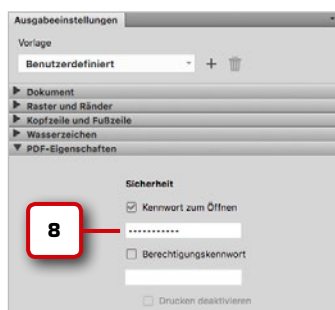 Ausgabeeinstellungen
Vorlage
Benutzerdefiniert
Dokument
Raster und Ränder
Kopfzeile und Fußzeile
Wasserzeichen
PDF-Eigenschaften
Sicherheit
Kennwort zum Öffnen
8
Berechtigungskennwort
Drucken deaktivieren